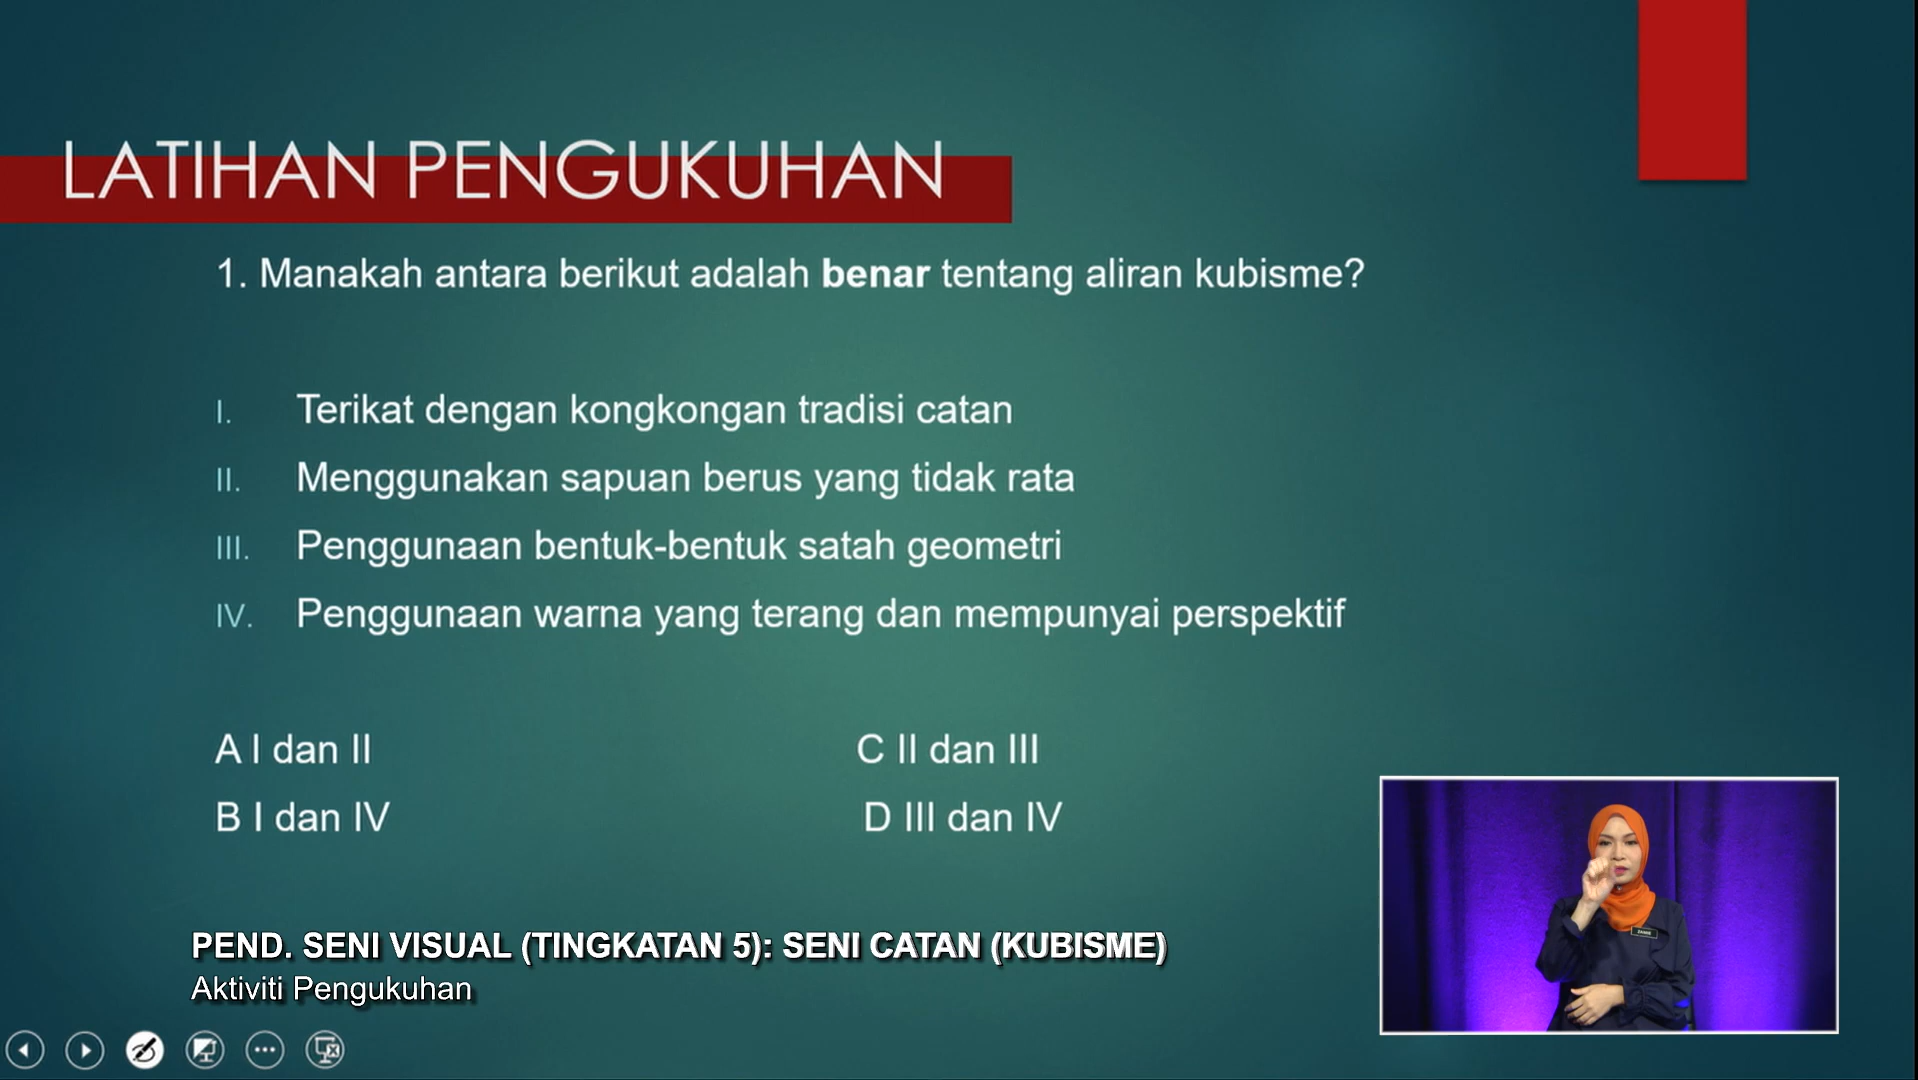 LATIHAN PENGUKUHAN
1. Manakah antara berikut adalah benar tentang aliran kubisme?
I. Terikat dengan kongkongan tradisi catan
II. Menggunakan sapuan berus yang tidak rata
III. Penggunaan bentuk-bentuk satah geometri
IV. Penggunaan warna yang terang dan mempunyai perspektif
A I dan II C II dan III
B I dan IV D III dan IV
PEND. SENI VISUAL (TINGKATAN 5): SENI CATAN (KUBISME)
Aktiviti Pengukuhan